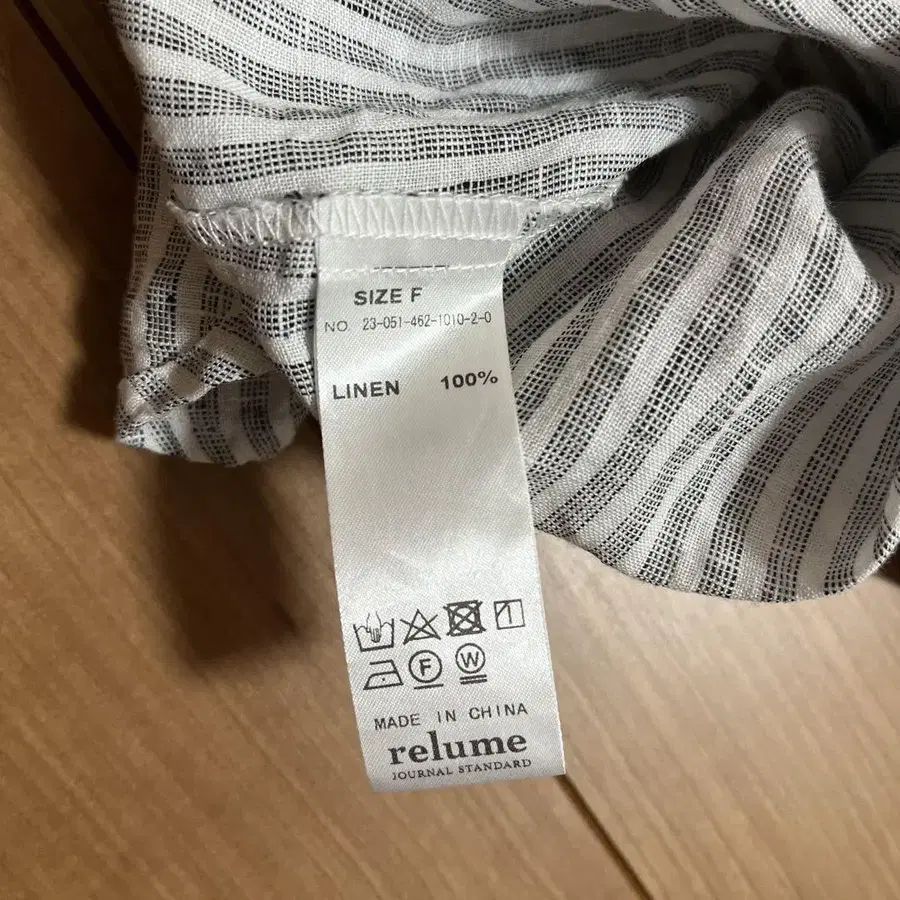 SIZE F
NO. 23-051-462-1010-2-0
LINEN 100%
F
W
MADE IN CHINA
relume
JOURNAL STANDARD